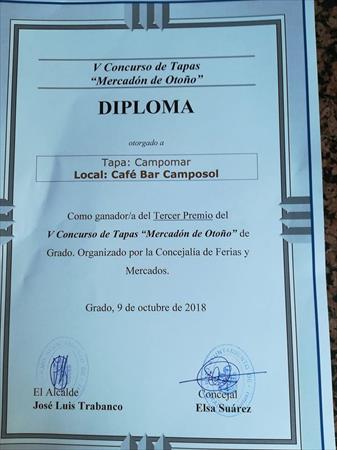 V Concurso de Tapas
“Mercadón de Otoño”
DIPLOMA
otorgado a
Tapa: Campomar
Local: Café Bar Camposol
Como ganador/a del Tercer Premio del
V Concurso de Tapas “Mercadón de Otoño” de
Grado. Organizado por la Concejalía de Ferias y
Mercados.
Grado, 9 de octubre de 2018
El Alcalde
José Luis Trabanco
Concejal
Elsa Suárez